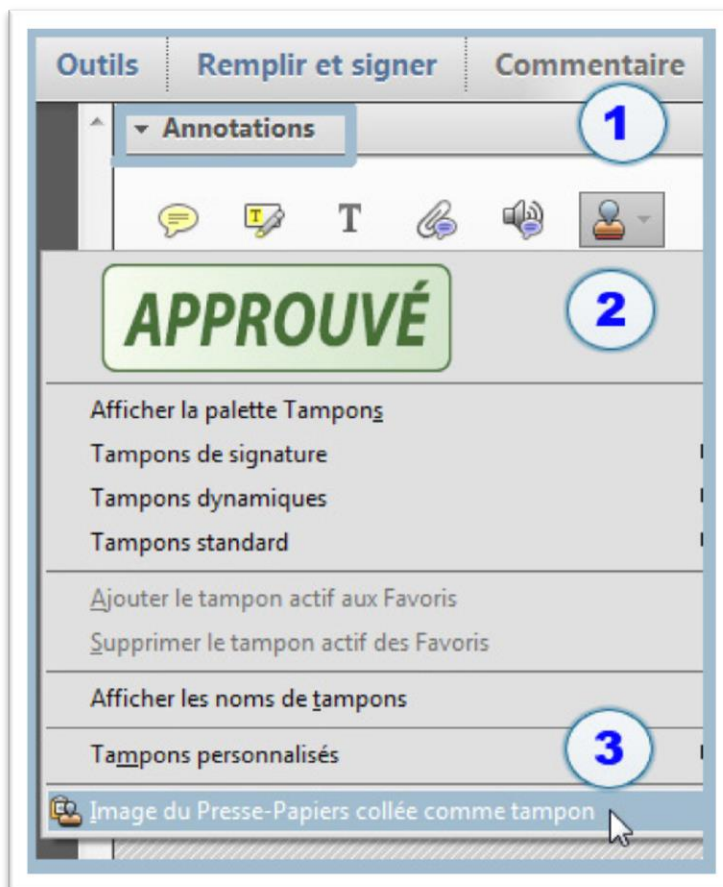 Outils Remplir et signer Commentaire
Annotations 1
T T
APPROUVÉ 2
Afficher la palette Tampons
Tampons de signature
Tampons dynamiques
Tampons standard
Ajouter le tampon actif aux Favoris
Supprimer le tampon actif des Favoris
Afficher les noms de tampons
Tampons personnalisés 3
Image du Presse-Papiers collée comme tampon